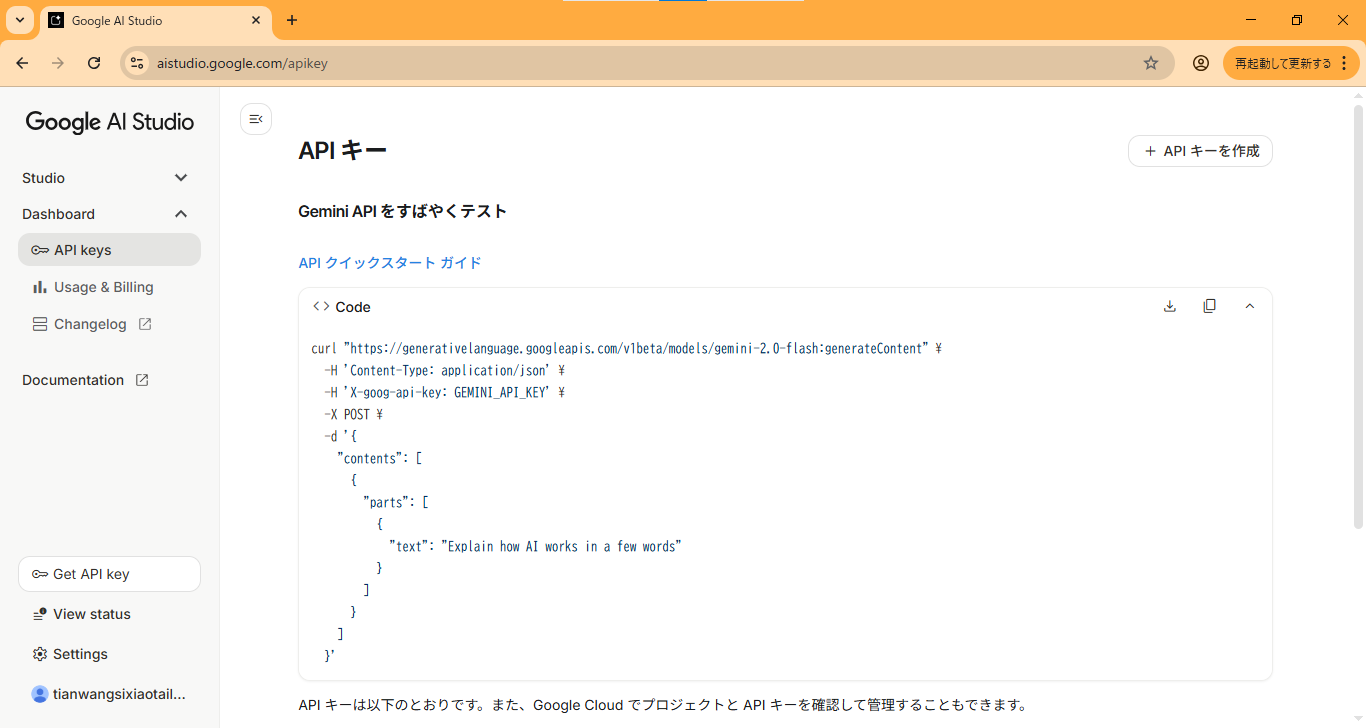 Google AI Studio
aistudio.google.com/apikey
再起動して更新する
Google AI Studio
Studio
Dashboard
API keys
Usage & Billing
Changelog
Documentation
Get API key
View status
Settings
tianwangsixiaotail...
API キー
+ API キーを作成
Gemini API をすばやくテスト
API クイックスタート ガイド
<> Code
curl "https://generativelanguage.googleapis.com/v1beta/models/gemini-2.0-flash:generateContent" ¥
-H 'Content-Type: application/json' ¥
-H 'X-goog-api-key: GEMINI_API_KEY' ¥
-X POST ¥
-d '{
"contents": [
{
"parts": [
{
"text": "Explain how AI works in a few words"
}
]
}
]
}'
API キーは以下のとおりです。また、Google Cloud でプロジェクトと API キーを確認して管理することもできます。